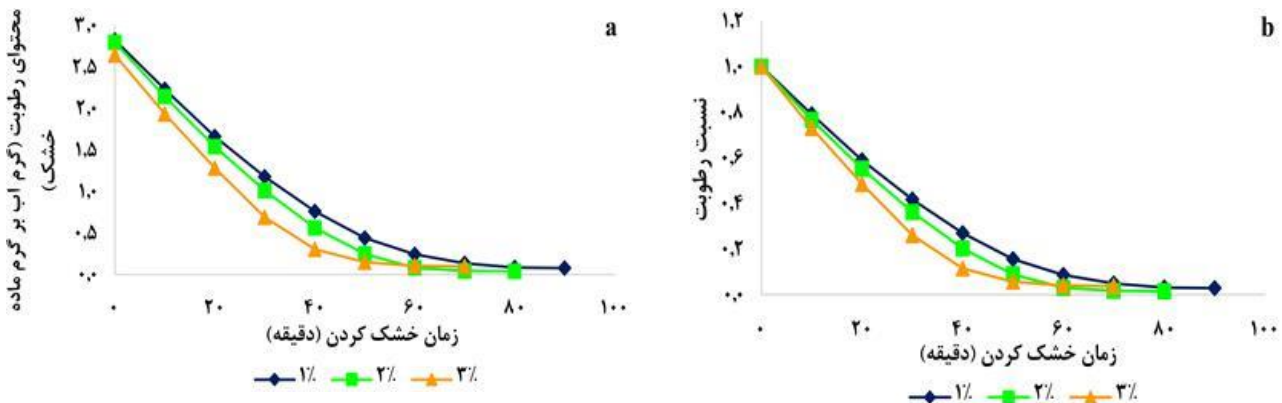 a
محتوای رطوبت (گرم آب بر گرم ماده
خشک)
۳٫۰
۲٫۵
۲٫۰
۱٫۵
۱٫۰
۰٫۵
۰٫۰
۰ ۲۰ ۴۰ ۶۰ ۸۰ ۱۰۰
زمان خشک کردن (دقیقه)
۱٪ ۲٪ ۳٪
b
نسبت رطوبت
۱٫۲
۱٫۰
۰٫۸
۰٫۶
۰٫۴
۰٫۲
۰٫۰
۰ ۲۰ ۴۰ ۶۰ ۸۰ ۱۰۰
زمان خشک کردن (دقیقه)
۱٪ ۲٪ ۳٪